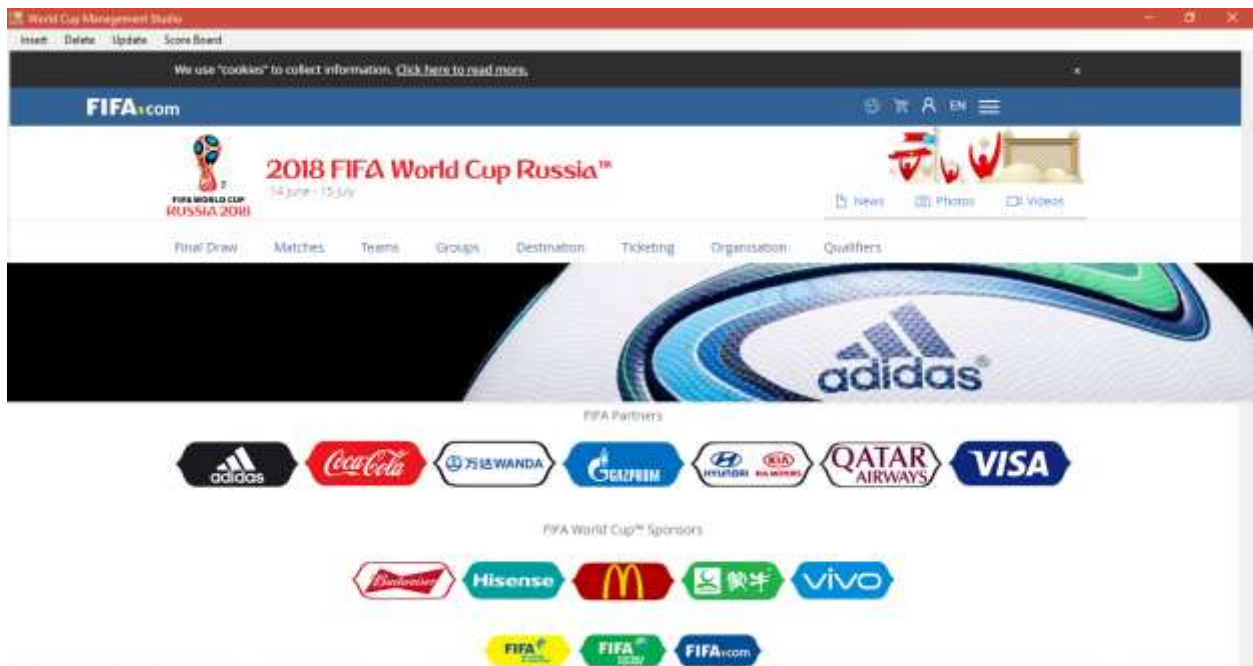 World Cup Management Studio
Insert Delete Update Score Board
We use "cookies" to collect information. Click here to read more. ×
FIFA.com EN
2018 FIFA World Cup Russia™
14 June - 15 July
FIFA WORLD CUP
RUSSIA 2018
News Photos Videos
Final Draw Matches Teams Groups Destination Ticketing Organisation Qualifiers
adidas®
FIFA Partners
adidas Coca-Cola 万达WANDA GAZPROM HYUNDAI KIA KIA MOTORS QATAR AIRWAYS VISA
FIFA World Cup™ Sponsors
Budweiser Hisense 蒙牛 vivo
FIFA FIFA FIFA.com